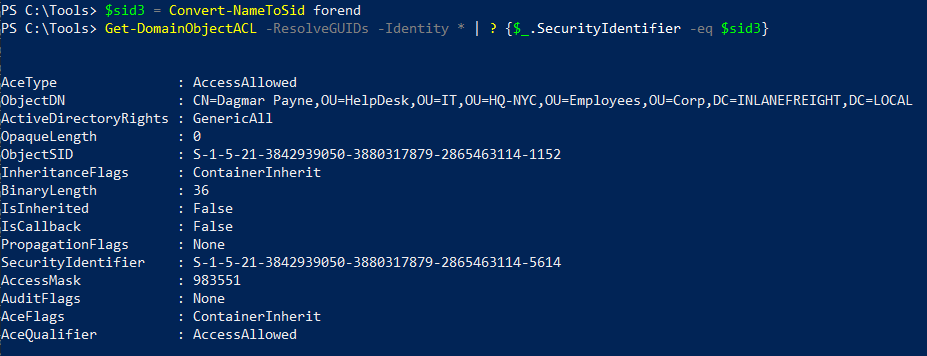 PS C:\Tools> $sid3 = Convert-NameToSid forend
PS C:\Tools> Get-DomainObjectACL -ResolveGUIDs -Identity * | ? {$_.SecurityIdentifier -eq $sid3}
AceType : AccessAllowed
ObjectDN : CN=Dagmar Payne,OU=HelpDesk,OU=IT,OU=HQ-NYC,OU=Employees,OU=Corp,DC=INLANEFREIGHT,DC=LOCAL
ActiveDirectoryRights : GenericAll
OpaqueLength : 0
ObjectSID : S-1-5-21-3842939050-3880317879-2865463114-1152
InheritanceFlags : ContainerInherit
BinaryLength : 36
IsInherited : False
IsCallback : False
PropagationFlags : None
SecurityIdentifier : S-1-5-21-3842939050-3880317879-2865463114-5614
AccessMask : 983551
AuditFlags : None
AceFlags : ContainerInherit
AceQualifier : AccessAllowed